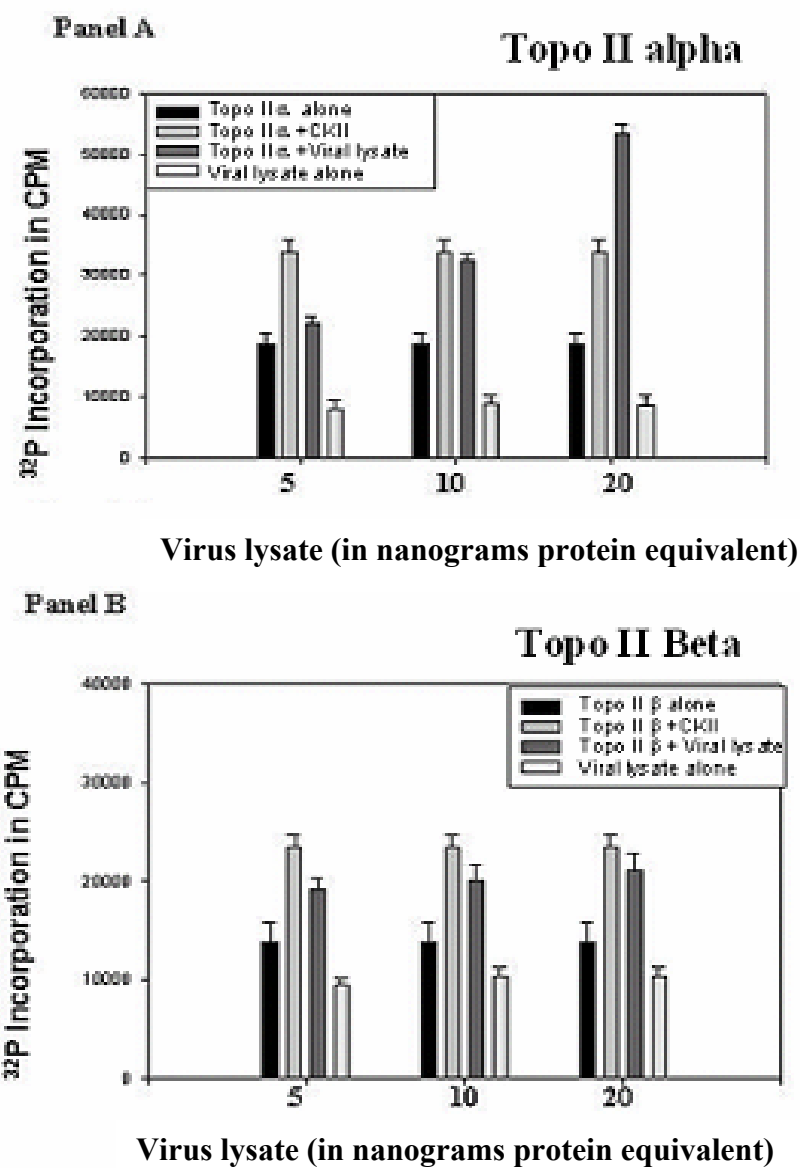 Panel A
Topo II alpha
60000
50000
40000
30000
20000
10000
0
Topo IIα alone
Topo IIα +CKII
Topo IIα +Viral lysate
Viral lysate alone
³²P Incorporation in CPM
5 10 20
Virus lysate (in nanograms protein equivalent)
Panel B
Topo II Beta
40000
30000
20000
10000
0
Topo II β alone
Topo II β +CKII
Topo II β + Viral lysate
Viral lysate alone
³²P Incorporation in CPM
5 10 20
Virus lysate (in nanograms protein equivalent)